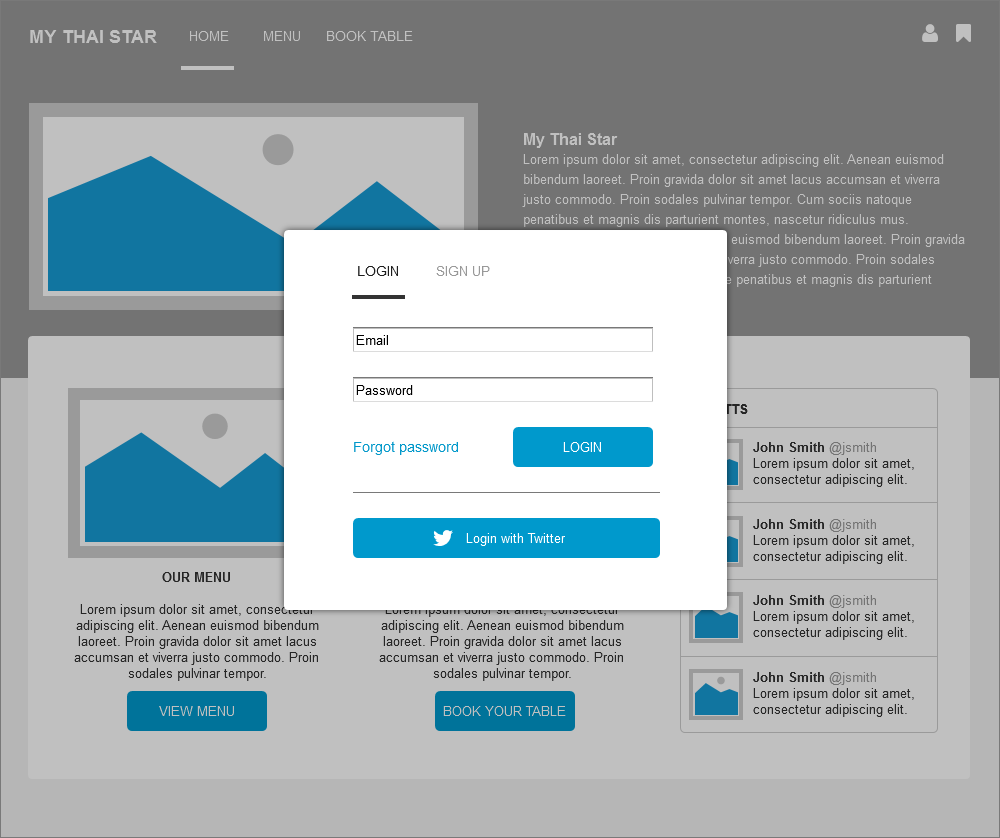 MY THAI STAR
HOME
MENU
BOOK TABLE
My Thai Star
Lorem ipsum dolor sit amet, consectetur adipiscing elit. Aenean euismod
bibendum laoreet. Proin gravida dolor sit amet lacus accumsan et viverra
justo commodo. Proin sodales pulvinar tempor. Cum sociis natoque
penatibus et magnis dis parturient montes, nascetur ridiculus mus.
euismod bibendum laoreet. Proin gravida
verra justo commodo. Proin sodales
penatibus et magnis dis parturient
LOGIN
SIGN UP
Email
Password
Forgot password
LOGIN
Login with Twitter
OUR MENU
Lorem ipsum dolor sit amet, consectetur
adipiscing elit. Aenean euismod bibendum
laoreet. Proin gravida dolor sit amet lacus
accumsan et viverra justo commodo. Proin
sodales pulvinar tempor.
VIEW MENU
Lorem ipsum dolor sit amet, consectetur
adipiscing elit. Aenean euismod bibendum
laoreet. Proin gravida dolor sit amet lacus
accumsan et viverra justo commodo. Proin
sodales pulvinar tempor.
BOOK YOUR TABLE
TTS
John Smith @jsmith
Lorem ipsum dolor sit amet,
consectetur adipiscing elit.
John Smith @jsmith
Lorem ipsum dolor sit amet,
consectetur adipiscing elit.
John Smith @jsmith
Lorem ipsum dolor sit amet,
consectetur adipiscing elit.
John Smith @jsmith
Lorem ipsum dolor sit amet,
consectetur adipiscing elit.